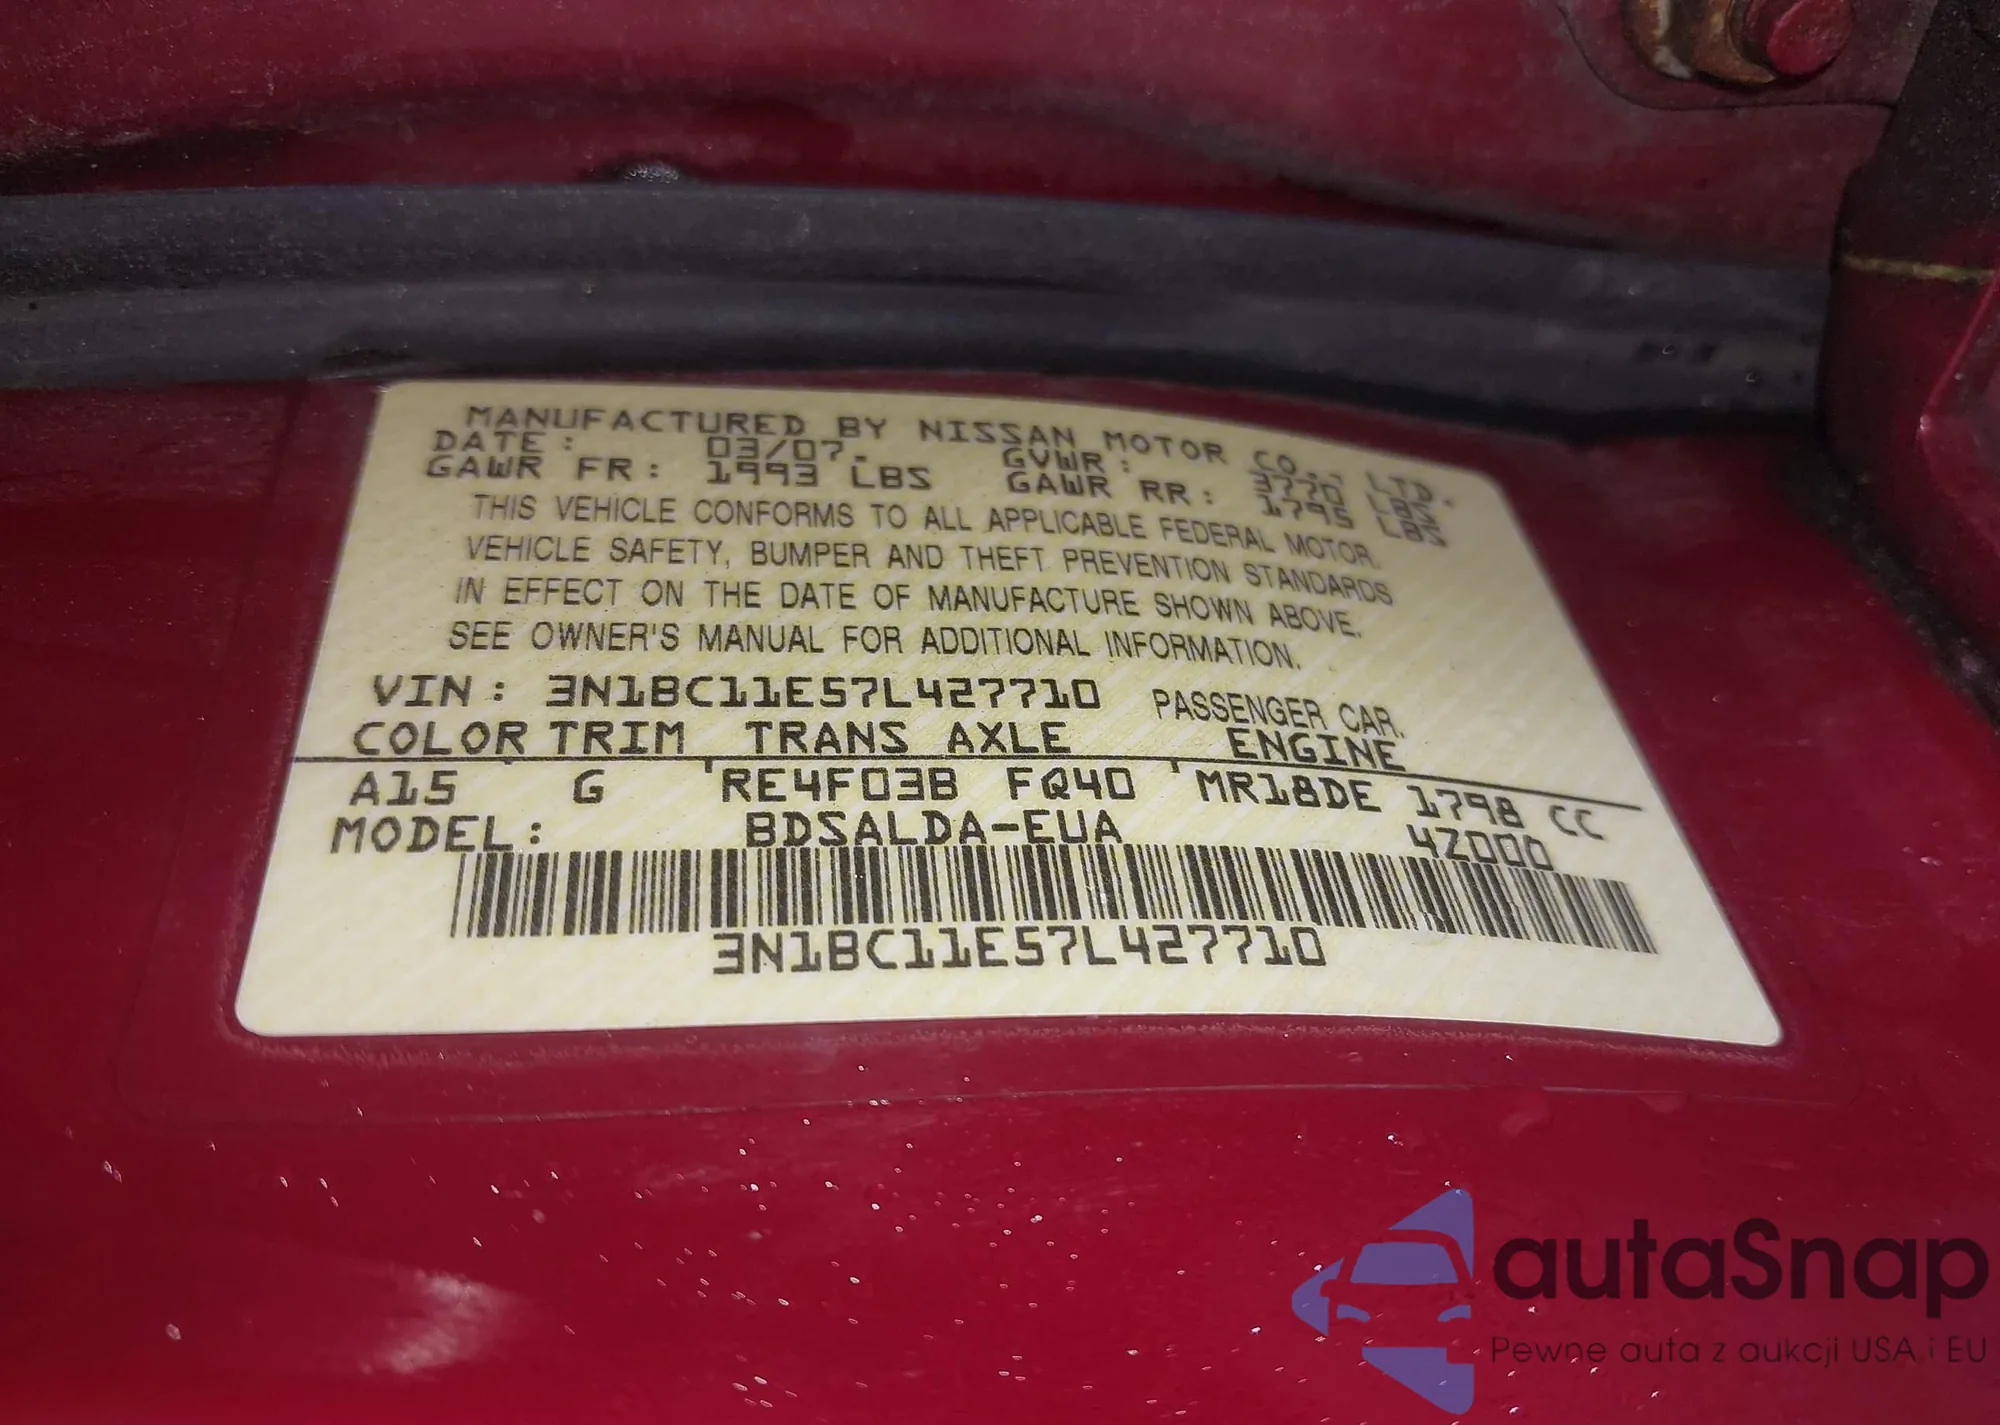 MANUFACTURED BY NISSAN MOTOR CO., LTD.
DATE: 03/07. GVWR: 3770 LBS
GAWR FR: 1993 LBS GAWR RR: 1795 LBS
THIS VEHICLE CONFORMS TO ALL APPLICABLE FEDERAL MOTOR
VEHICLE SAFETY, BUMPER AND THEFT PREVENTION STANDARDS
IN EFFECT ON THE DATE OF MANUFACTURE SHOWN ABOVE.
SEE OWNER'S MANUAL FOR ADDITIONAL INFORMATION.
VIN: 3N1BC11E57L427710 PASSENGER CAR.
COLOR TRIM TRANS AXLE ENGINE
A15 G RE4F03B FQ40 MR18DE 1798 CC
MODEL: BDSALDA-EUA 4Z000
3N1BC11E57L427710
autaSnap
Pewne auta z aukcji USA i EU